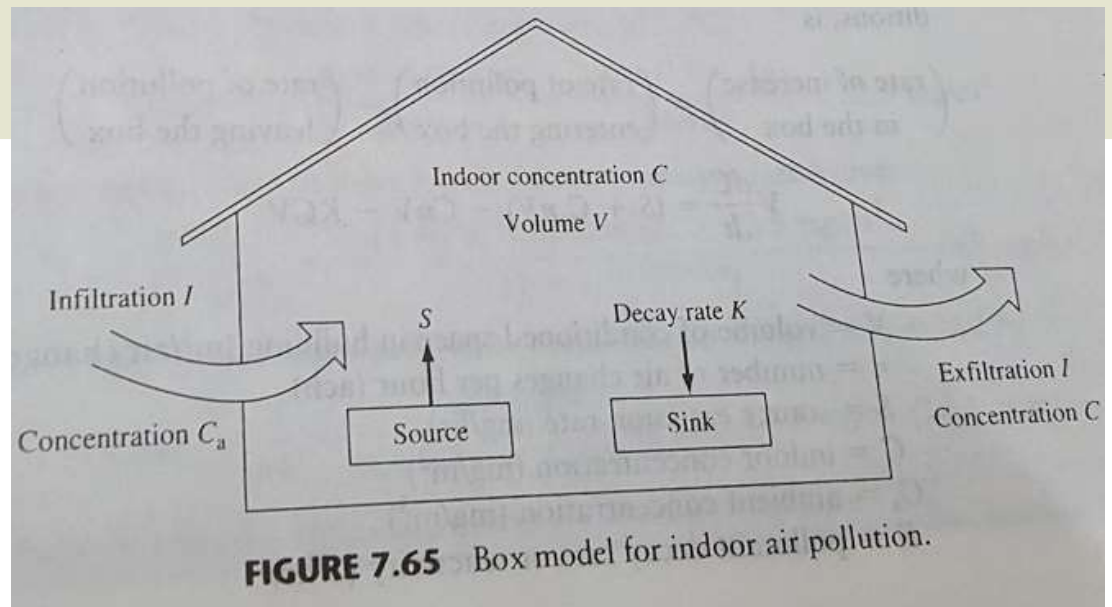 Indoor concentration C
Volume V
Infiltration I
S
Decay rate K
Concentration Cₐ
Source
Sink
Exfiltration I
Concentration C
FIGURE 7.65 Box model for indoor air pollution.